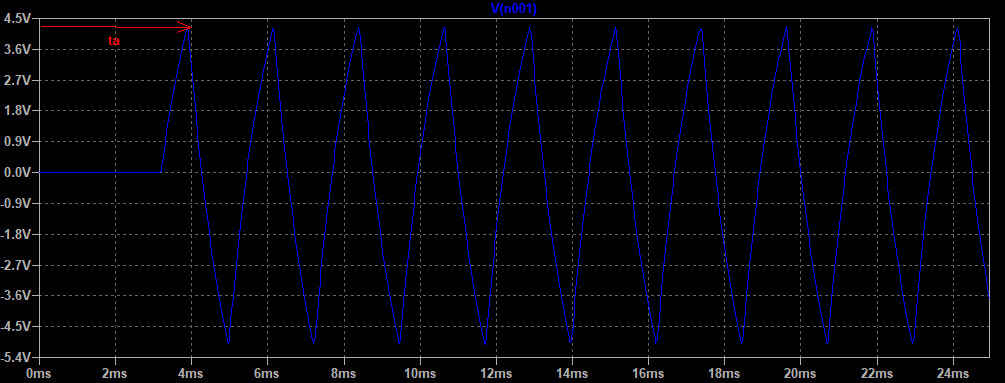 V(n001)
4.5V
ta
3.6V
2.7V
1.8V
0.9V
0.0V
-0.9V
-1.8V
-2.7V
-3.6V
-4.5V
-5.4V
0ms 2ms 4ms 6ms 8ms 10ms 12ms 14ms 16ms 18ms 20ms 22ms 24ms